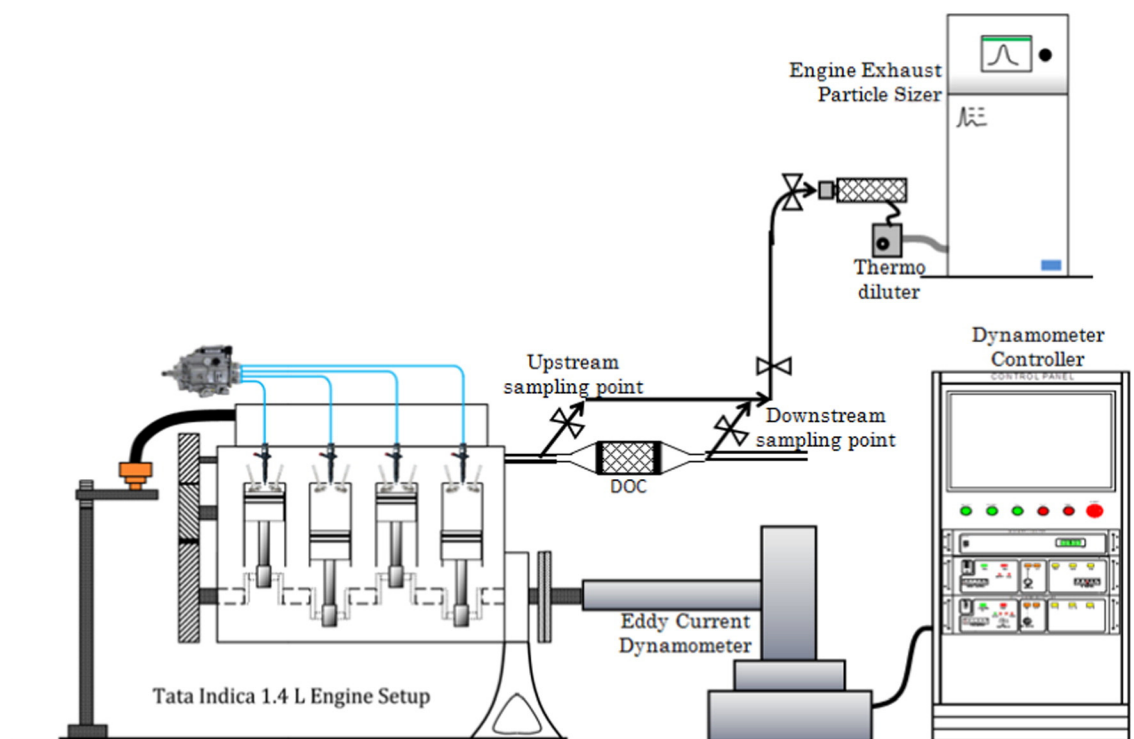 Engine Exhaust
Particle Sizer
Thermo
diluter
Dynamometer
Controller
CONTROL PANEL
Upstream
sampling point
Downstream
sampling point
DOC
Eddy Current
Dynamometer
Tata Indica 1.4 L Engine Setup